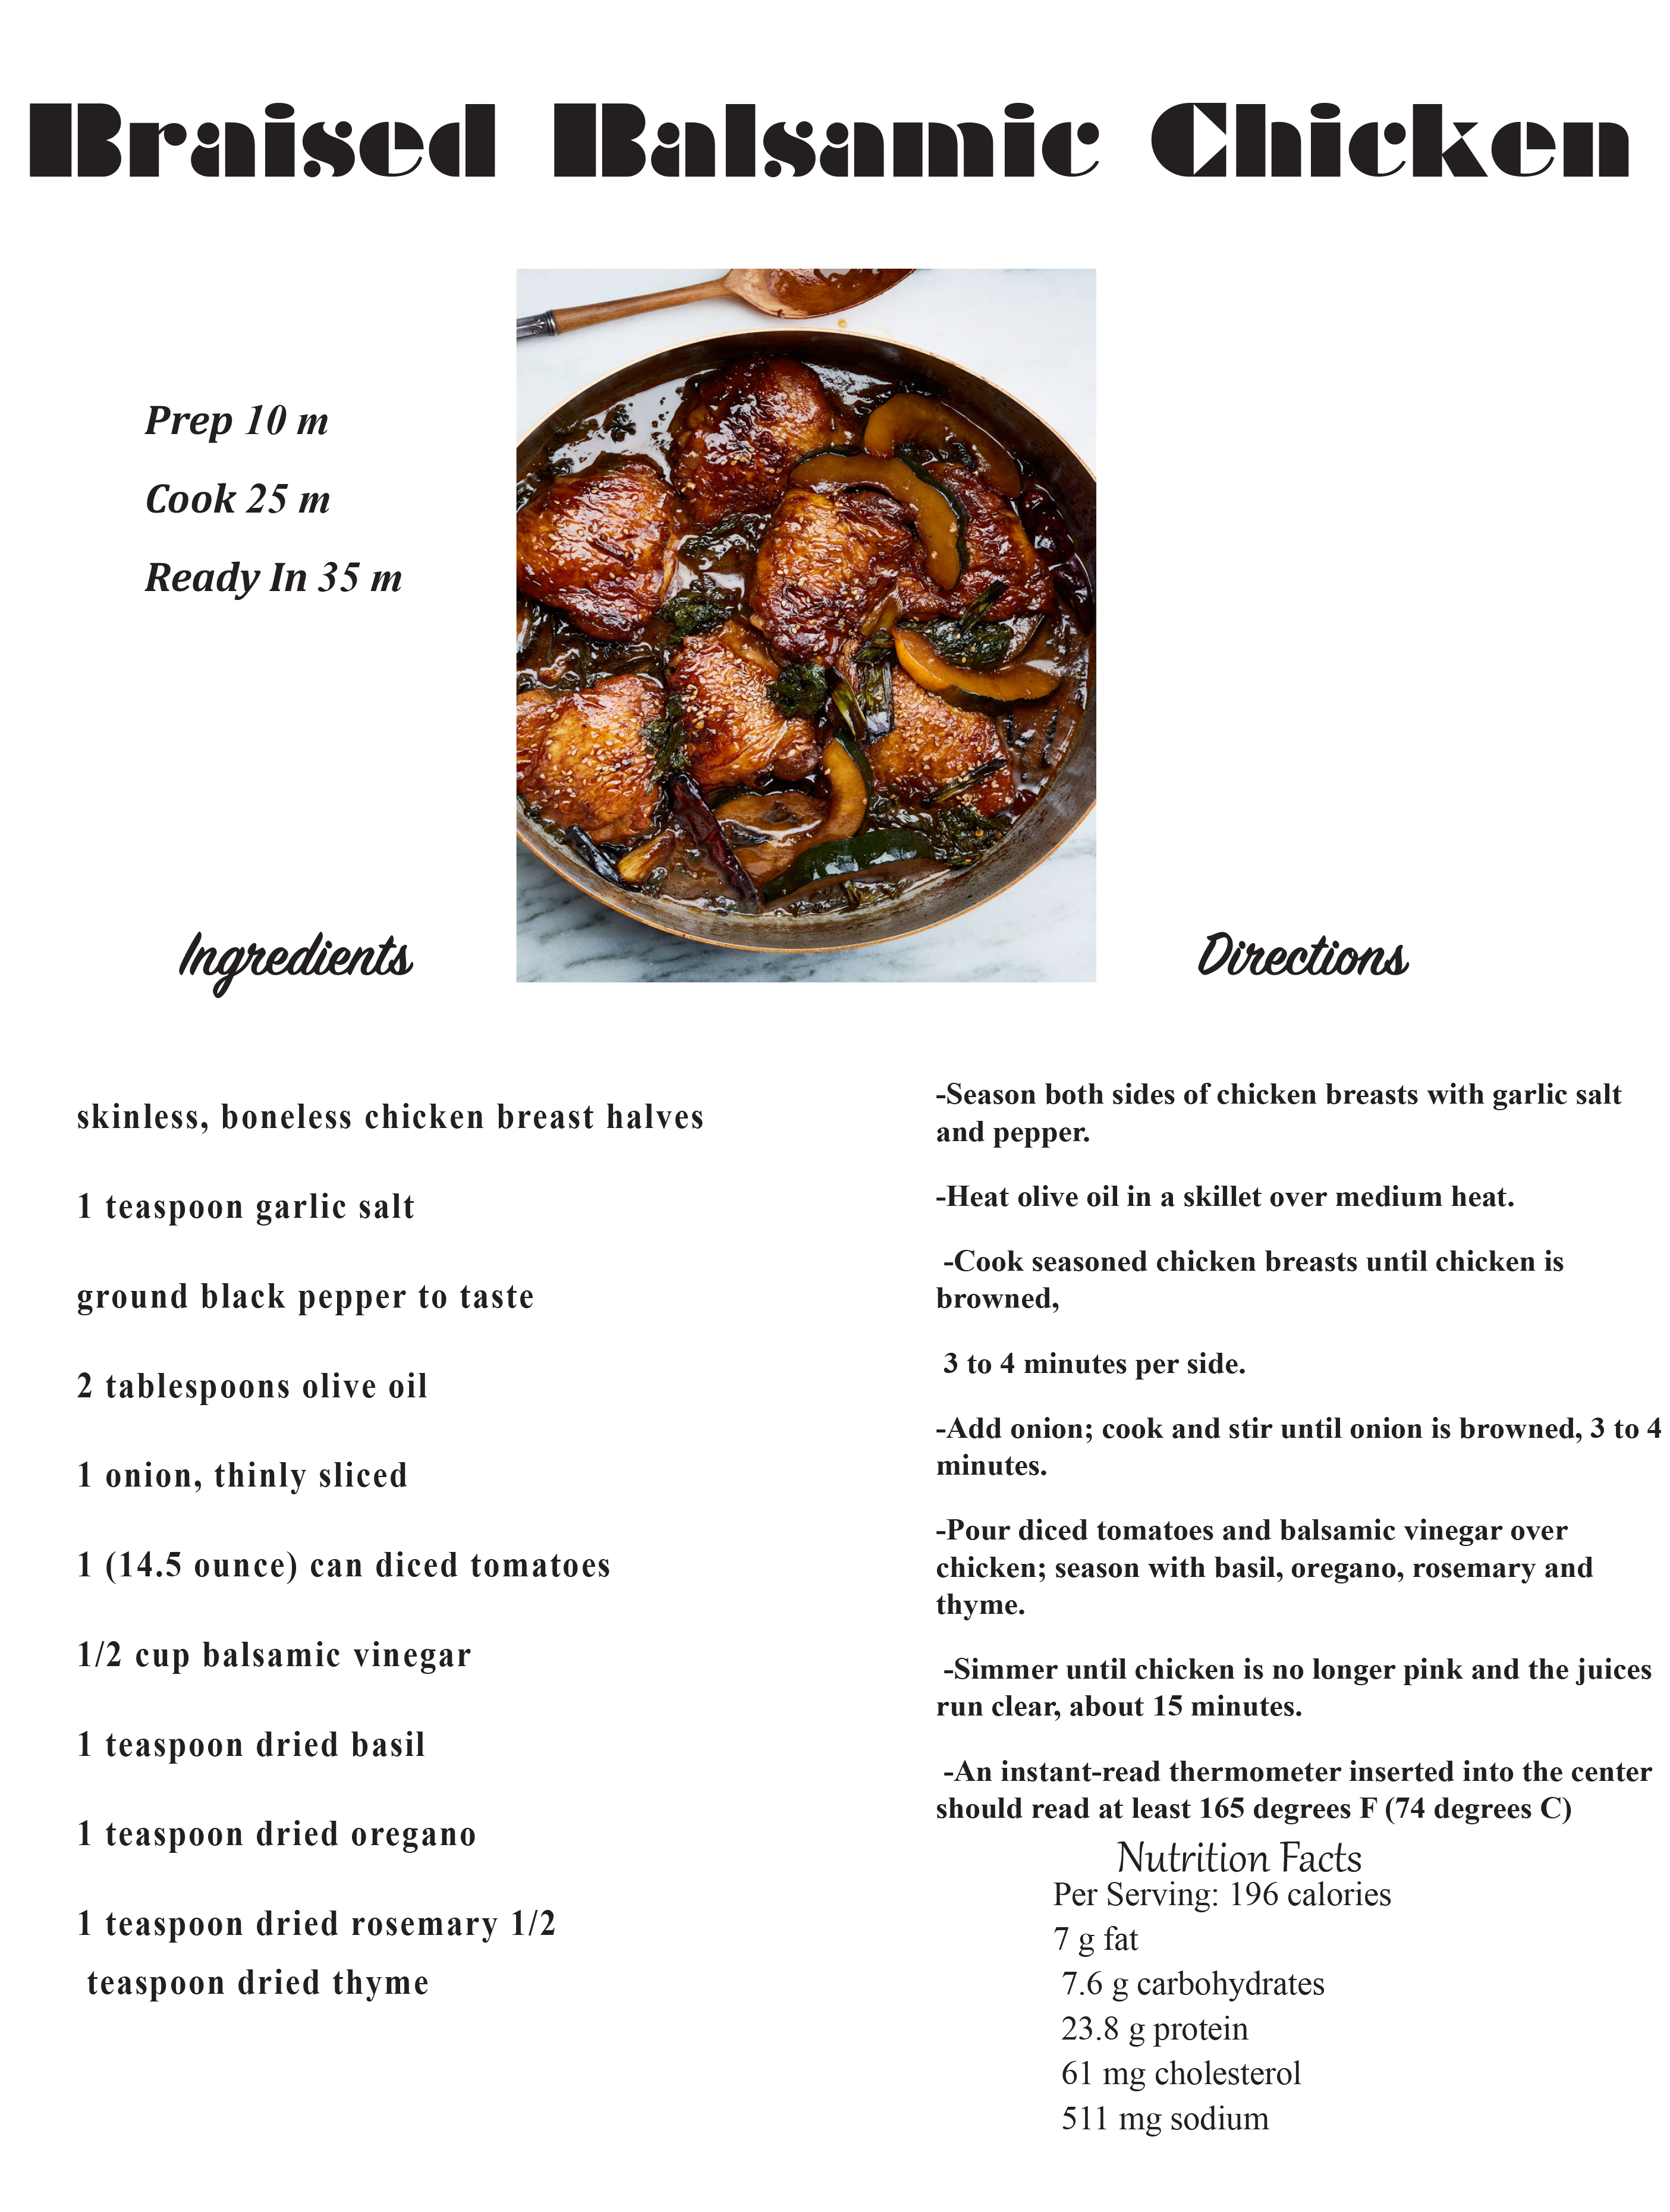 Braised Balsamic Chicken
Prep 10 m
Cook 25 m
Ready In 35 m
Ingredients
skinless, boneless chicken breast halves
1 teaspoon garlic salt
ground black pepper to taste
2 tablespoons olive oil
1 onion, thinly sliced
1 (14.5 ounce) can diced tomatoes
1/2 cup balsamic vinegar
1 teaspoon dried basil
1 teaspoon dried oregano
1 teaspoon dried rosemary 1/2
teaspoon dried thyme
Directions
-Season both sides of chicken breasts with garlic salt
and pepper.
-Heat olive oil in a skillet over medium heat.
-Cook seasoned chicken breasts until chicken is
browned,
3 to 4 minutes per side.
-Add onion; cook and stir until onion is browned, 3 to 4
minutes.
-Pour diced tomatoes and balsamic vinegar over
chicken; season with basil, oregano, rosemary and
thyme.
-Simmer until chicken is no longer pink and the juices
run clear, about 15 minutes.
-An instant-read thermometer inserted into the center
should read at least 165 degrees F (74 degrees C)
Nutrition Facts
Per Serving: 196 calories
7 g fat
7.6 g carbohydrates
23.8 g protein
61 mg cholesterol
511 mg sodium